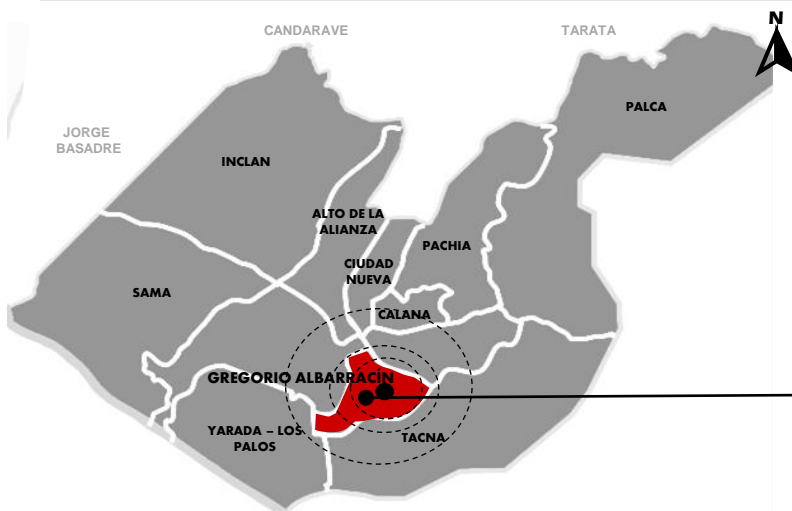 N
CANDARAVE
TARATA
PALCA
JORGE
BASADRE
INCLAN
ALTO DE LA
ALIANZA
PACHIA
CIUDAD
NUEVA
SAMA
CALANA
GREGORIO ALBARRACÍN
YARADA – LOS
PALOS
TACNA